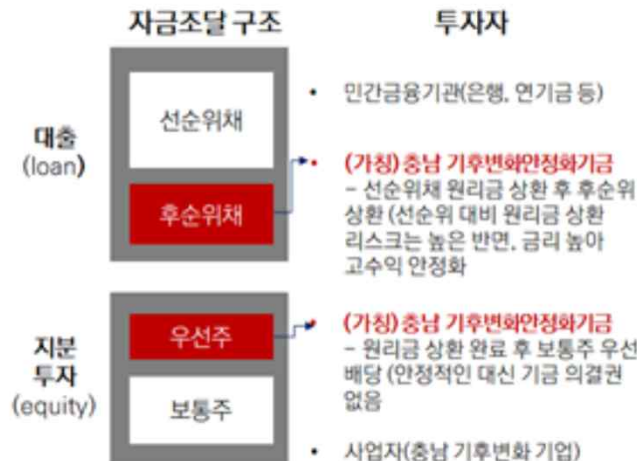 자금조달 구조
투자자
대출
(loan)
선순위채
후순위채
• 민간금융기관(은행, 연기금 등)
• (가칭) 충남 기후변화안정화기금
– 선순위채 원리금 상환 후 후순위
상환 (선순위 대비 원리금 상환
리스크는 높은 반면, 금리 높아
고수익 안정화
지분
투자
(equity)
우선주
보통주
• (가칭) 충남 기후변화안정화기금
– 원리금 상환 완료 후 보통주 우선
배당 (안정적인 대신 기금 의결권
없음
• 사업자(충남 기후변화 기업)